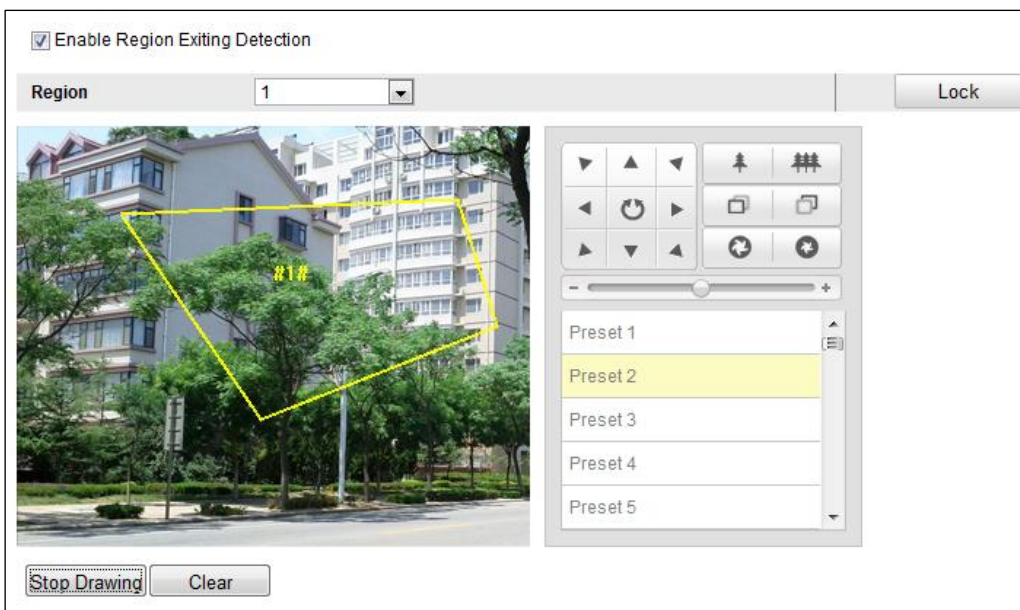 Enable Region Exiting Detection
Region 1 Lock
#1#
Preset 1
Preset 2
Preset 3
Preset 4
Preset 5
Stop Drawing Clear